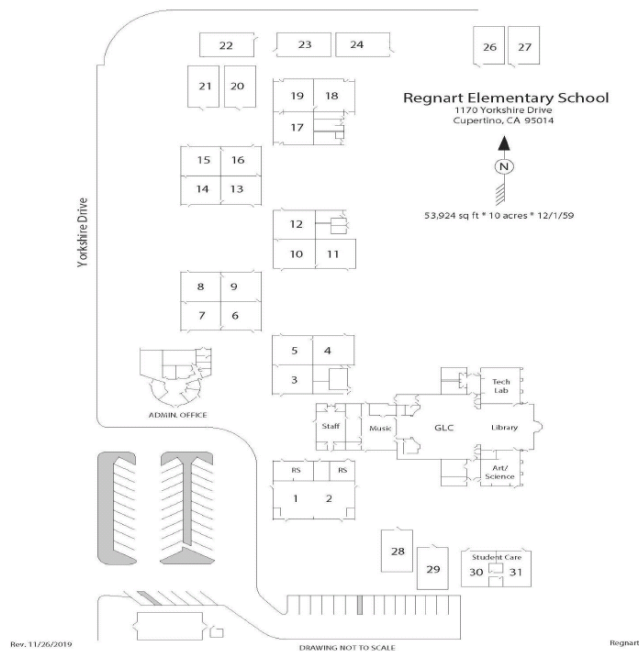 22
23
24
26
27
21
20
19
18
17
Regnart Elementary School
1170 Yorkshire Drive
Cupertino, CA 95014
N
53,924 sq ft * 10 acres * 12/1/59
15
16
14
13
Yorkshire Drive
12
10
11
8
9
7
6
5
4
3
ADMIN. OFFICE
Tech
Lab
Staff
Music
GLC
Library
Art/
Science
RS
RS
1
2
28
29
Student Care
30
31
Rev. 11/26/2019
DRAWING NOT TO SCALE
Regnart